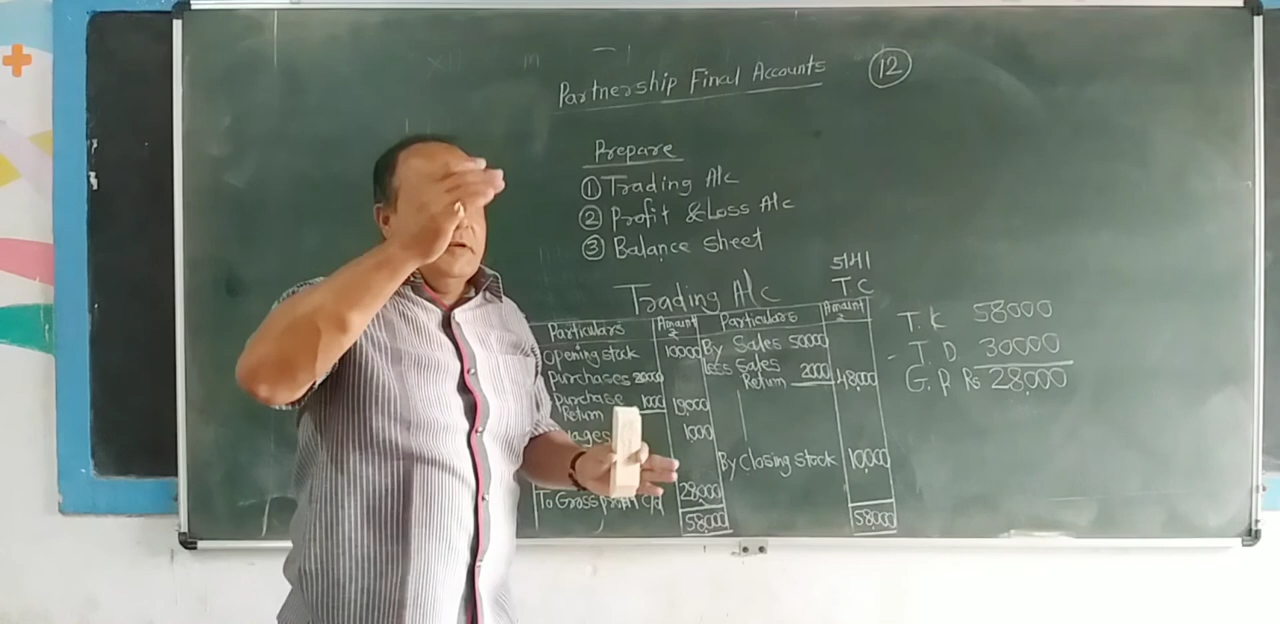 Partnership Final Accounts 12
Prepare
1 Trading A/c
2 Profit & Loss A/c
3 Balance Sheet
5141
Trading A/c T C
Particulars Amount ₹ Particulars Amount ₹
Opening stock 10000 By Sales 50000
Purchases 20000 less Sales Return 2000 48000
Purchase Return 1000 19000
1000
By Closing Stock 10000
To Gross profit c/d 28000
58000 58000
T. K 58000
- T. D 30000
G. P Rs 28,000